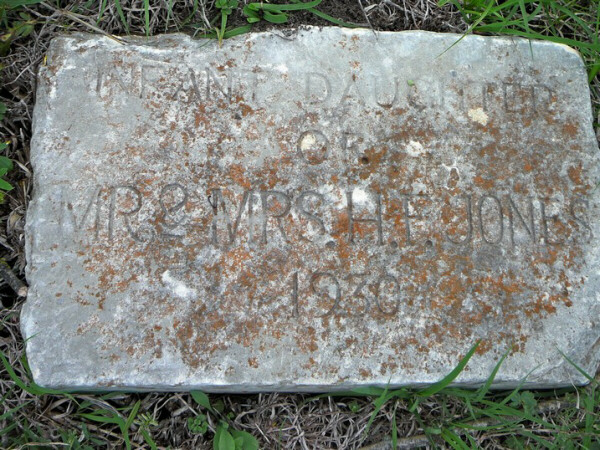 INFANT DAUGHTER
OF
MR. & MRS. H. F. JONES
1930